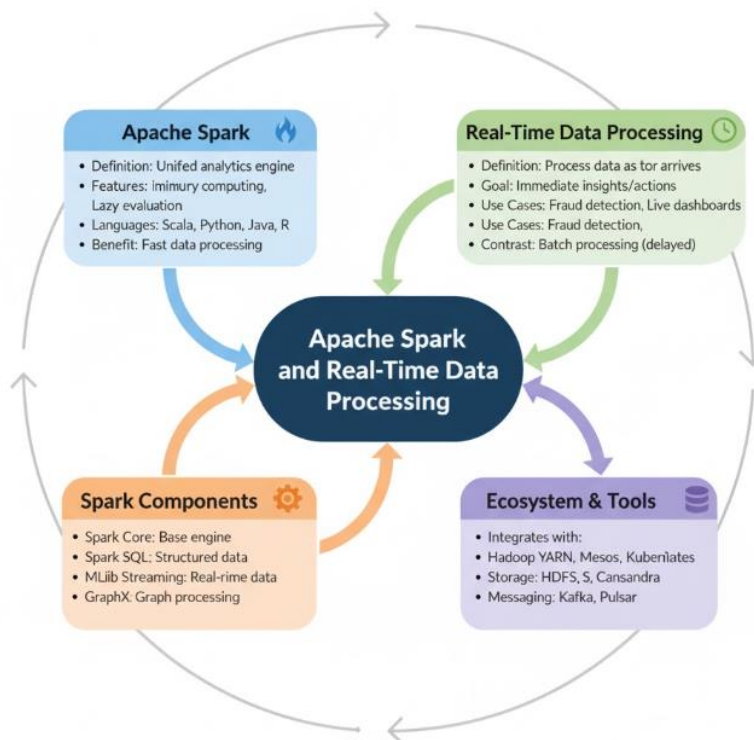 Apache Spark
• Definition: Unifed analytics engine
• Features: Imimury computing,
Lazy evaluation
• Languages: Scala, Python, Java, R
• Benefit: Fast data processing
Real-Time Data Processing
• Definition: Process data as tor arrives
• Goal: Immediate insights/actions
• Use Cases: Fraud detection, Live dashboards
• Use Cases: Fraud detection,
• Contrast: Batch processing (delayed)
Apache Spark
and Real-Time Data
Processing
Spark Components
• Spark Core: Base engine
• Spark SQL: Structured data
• MLiib Streaming: Real-rime data
• GraphX: Graph processing
Ecosystem & Tools
• Integrates with:
• Hadoop YARN, Mesos, Kubenlates
• Storage: HDFS, S, Cansandra
• Messaging: Kafka, Pulsar